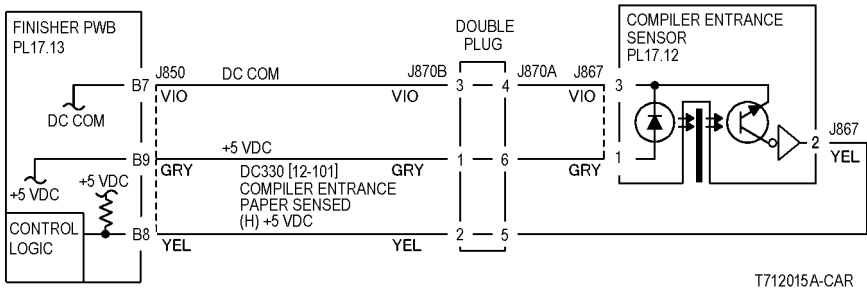 FINISHER PWB
PL17.13
DOUBLE
PLUG
COMPILER ENTRANCE
SENSOR
PL17.12
B7 J850 DC COM J870B J870A J867
VIO VIO 3 4 VIO 3
DC COM
J867
2
YEL
B9 +5 VDC
GRY GRY 1 6 GRY 1
+5 VDC +5 VDC
DC330 [12-101]
COMPILER ENTRANCE
PAPER SENSED
(H) +5 VDC
CONTROL
LOGIC
B8 YEL YEL 2 5
T712015A-CAR